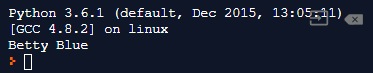 Python 3.6.1 (default, Dec 2015, 13:05:11)
[GCC 4.8.2] on linux
Betty Blue